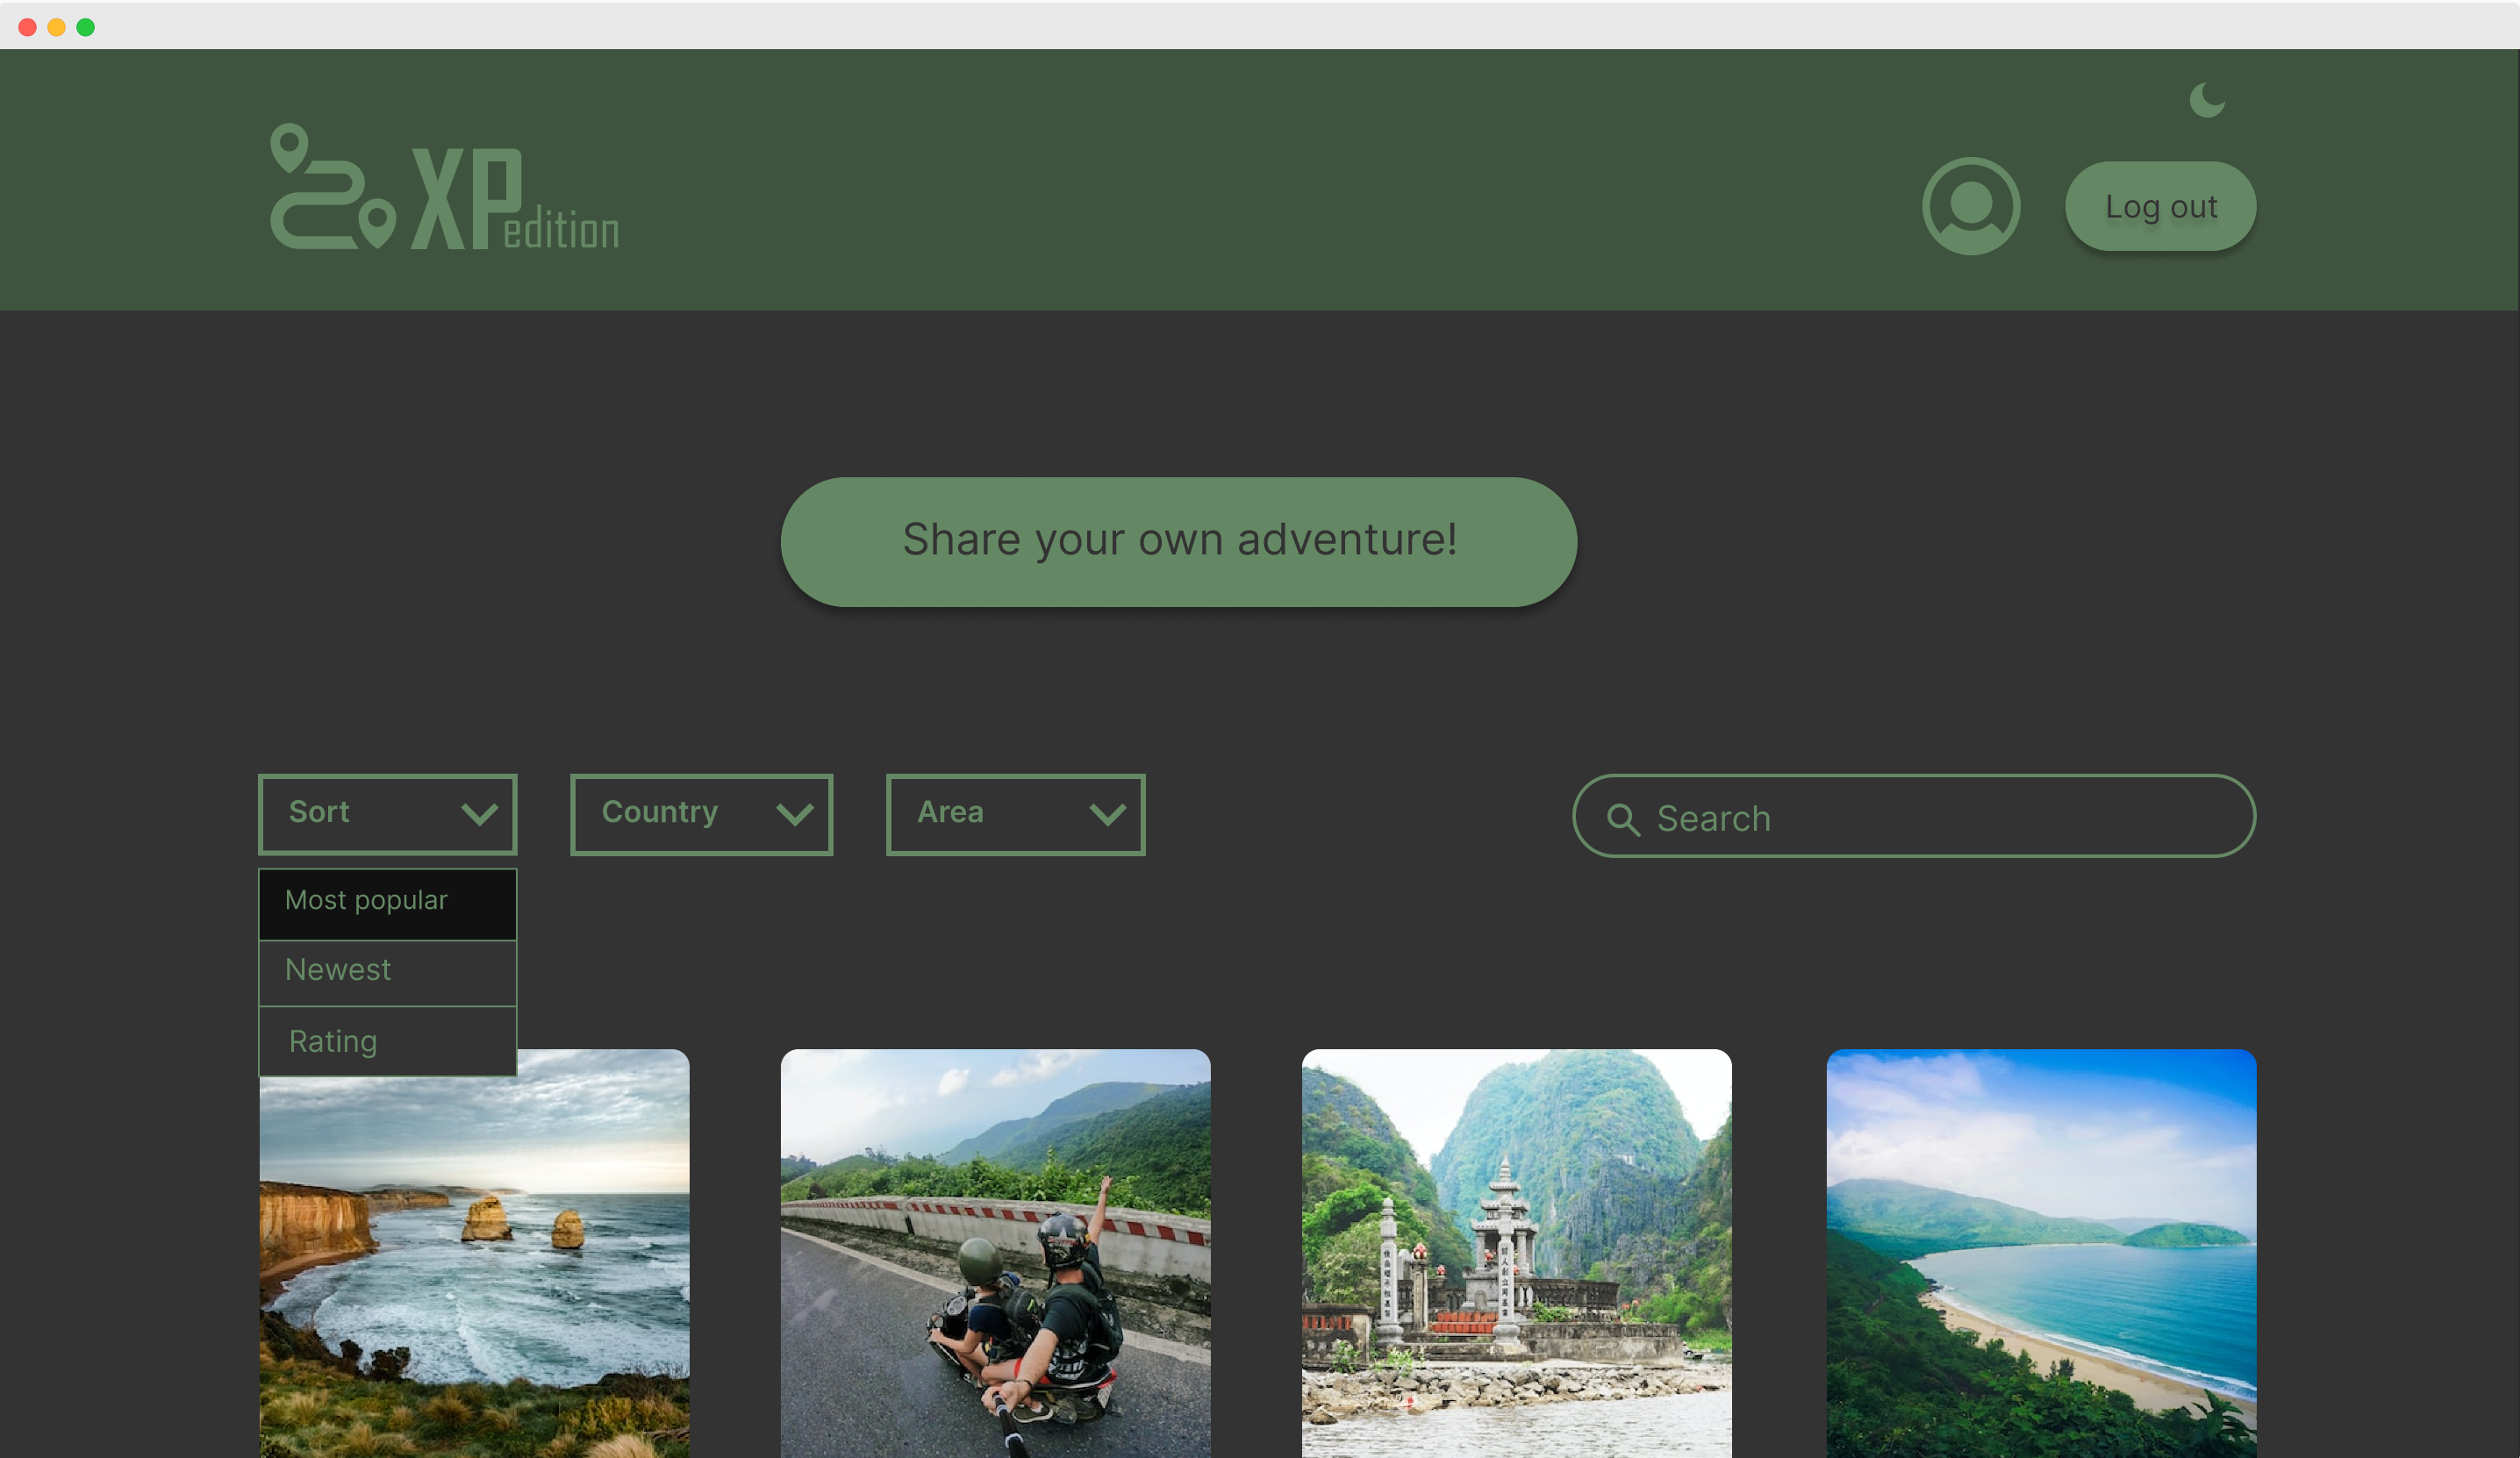 XPedition
Log out
Share your own adventure!
Sort
Country
Area
Search
Most popular
Newest
Rating